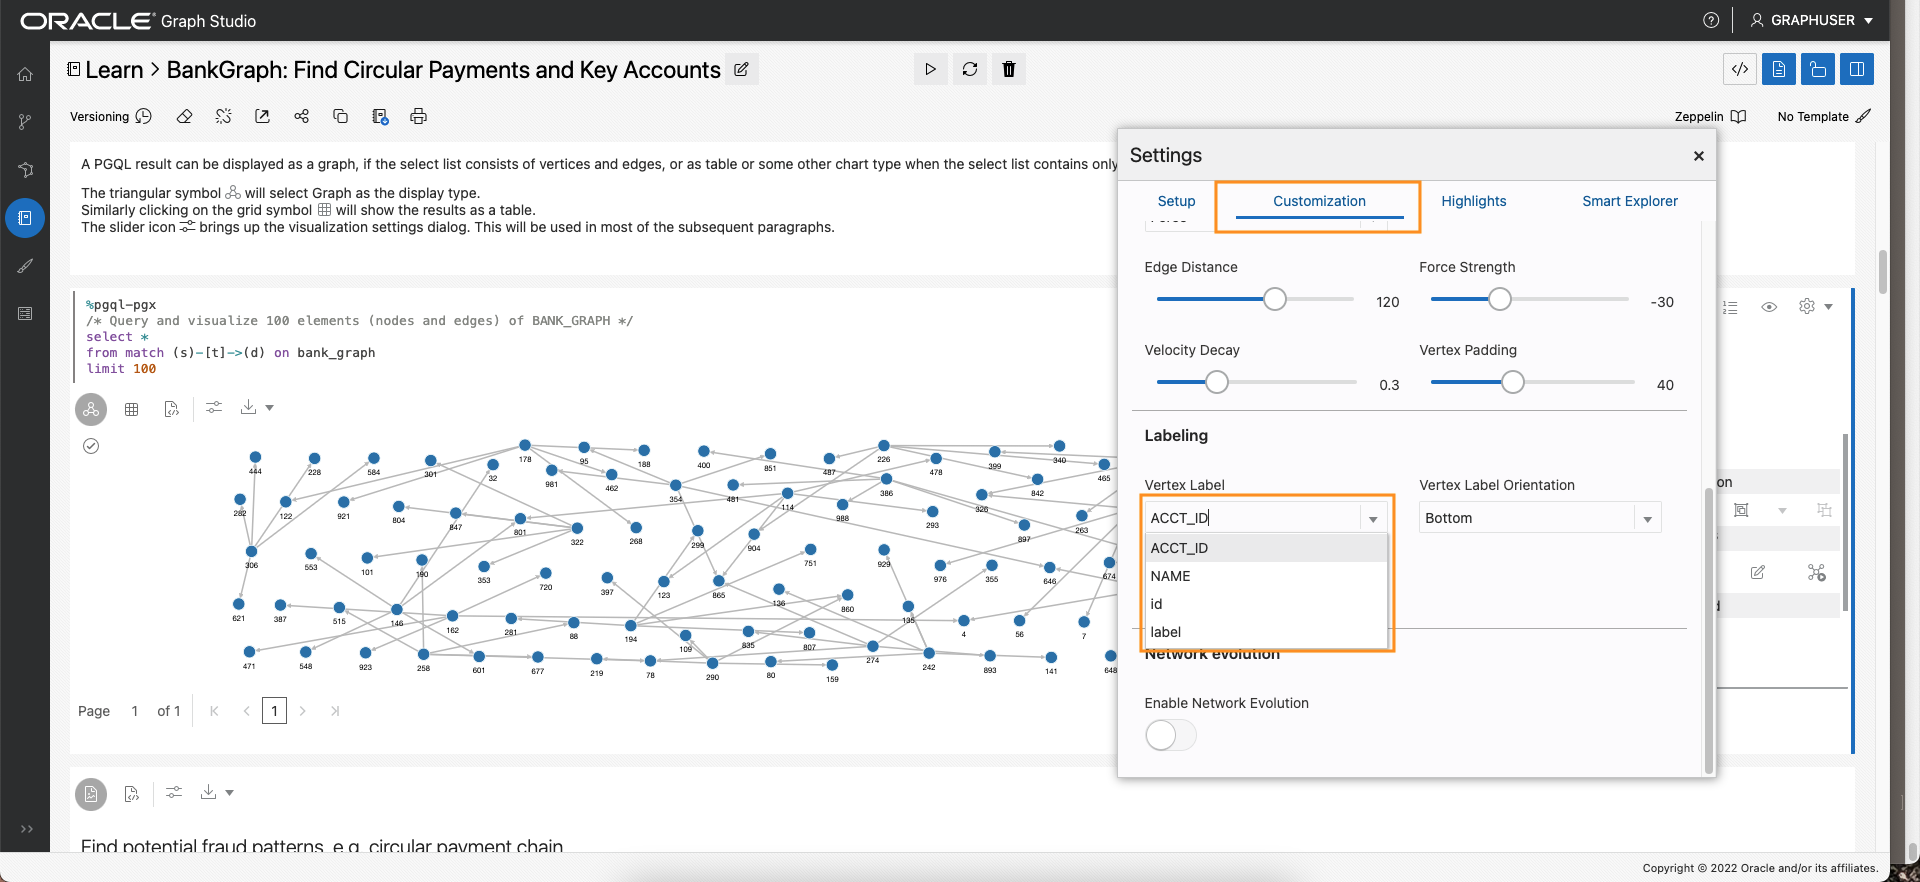 ORACLE Graph Studio
GRAPHUSER
Learn > BankGraph: Find Circular Payments and Key Accounts
Versioning
Zeppelin
No Template
A PGQL result can be displayed as a graph, if the select list consists of vertices and edges, or as table or some other chart type when the select list contains only
The triangular symbol will select Graph as the display type.
Similarly clicking on the grid symbol will show the results as a table.
The slider icon brings up the visualization settings dialog. This will be used in most of the subsequent paragraphs.
%pgql-pgx
/* Query and visualize 100 elements (nodes and edges) of BANK_GRAPH */
select *
from match (s)-[t]->(d) on bank_graph
limit 100
178 95 188 400 851 487 226 478 399 340 465
444 228 584 301 32 981 462 354 481 114 386 842 326
282 122 921 804 847 801 322 268 299 904 988 293 897 263
306 553 101 190 353 720 397 123 865 751 929 976 355 646 674
621 387 515 146 162 281 88 194 109 136 835 860 807 135 4 56 7
471 548 923 258 601 677 219 78 290 80 159 274 242 893 141 648
Page 1 of 1
1
Find potential fraud patterns, e.g. circular payment chain
Settings
Setup
Customization
Highlights
Smart Explorer
Edge Distance
120
Force Strength
-30
Velocity Decay
0.3
Vertex Padding
40
Labeling
Vertex Label
ACCT_ID
ACCT_ID
NAME
id
label
Vertex Label Orientation
Bottom
Network evolution
Enable Network Evolution
on
Copyright © 2022 Oracle and/or its affiliates.